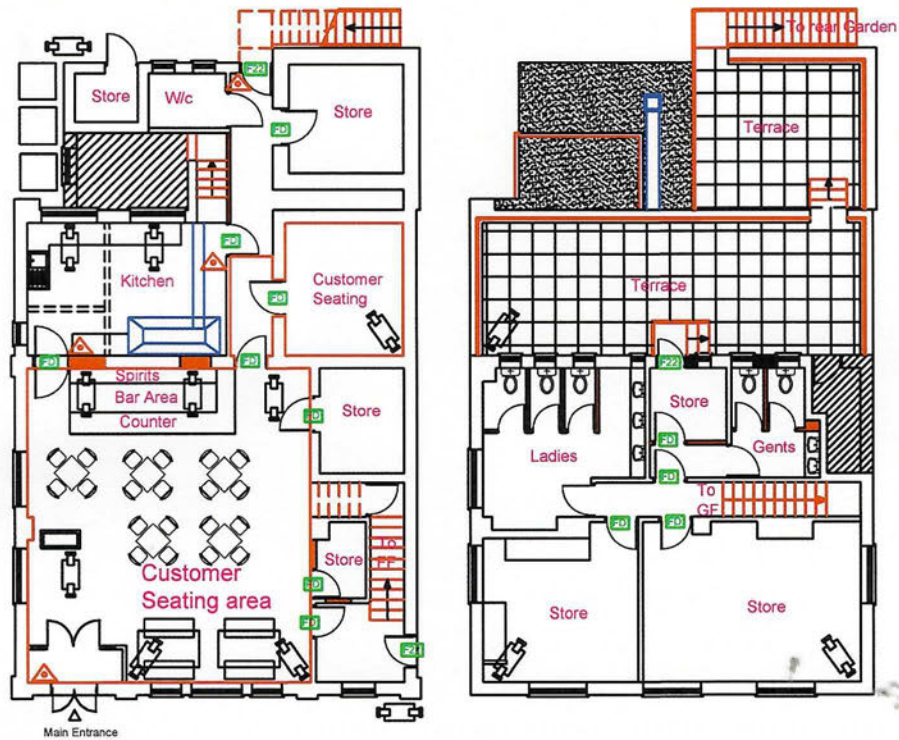 To rear Garden
F22
Store
W/c
Store
FD
Terrace
FD
Kitchen
Customer
Seating
FD
Terrace
FD
FD
F22
Spirits
Bar Area
Counter
Store
FD
Store
FD
Ladies
Gents
FD
To
GF
FD
FD
To
FF
Store
FD
Customer
Seating area
FD
Store
Store
Main Entrance